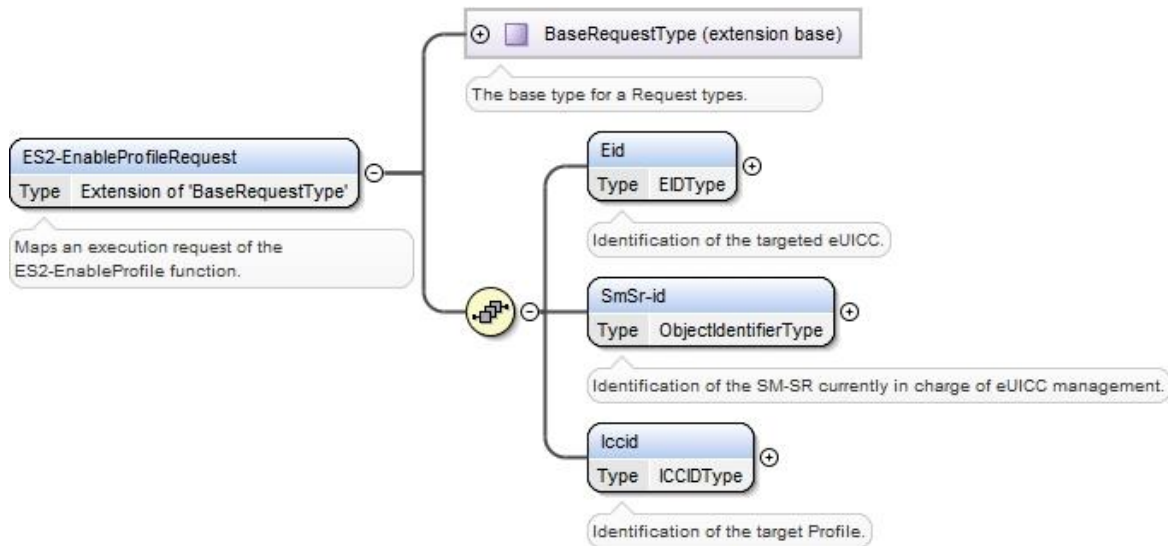 BaseRequestType (extension base)
The base type for a Request types.
ES2-EnableProfileRequest
Type Extension of 'BaseRequestType'
Maps an execution request of the
ES2-EnableProfile function.
Eid
Type EIDType
Identification of the targeted eUICC.
SmSr-id
Type ObjectIdentifierType
Identification of the SM-SR currently in charge of eUICC management.
Iccid
Type ICCIDType
Identification of the target Profile.